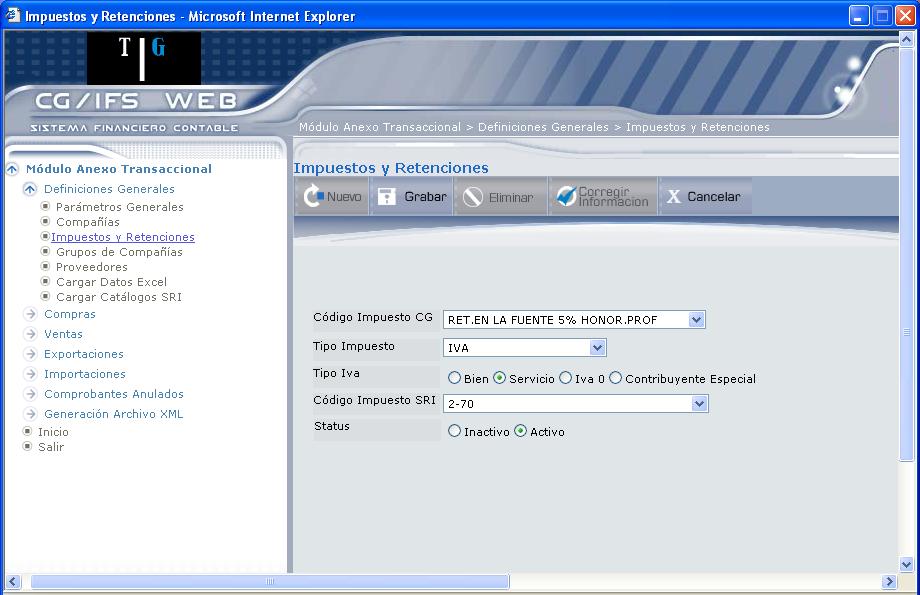 Impuestos y Retenciones - Microsoft Internet Explorer
T G
CG/IFS WEB
SISTEMA FINANCIERO CONTABLE
Módulo Anexo Transaccional > Definiciones Generales > Impuestos y Retenciones
Módulo Anexo Transaccional
Definiciones Generales
Parámetros Generales
Compañías
Impuestos y Retenciones
Grupos de Compañías
Proveedores
Cargar Datos Excel
Cargar Catálogos SRI
Compras
Ventas
Exportaciones
Importaciones
Comprobantes Anulados
Generación Archivo XML
Inicio
Salir
Impuestos y Retenciones
Nuevo Grabar Eliminar Corregir Informacion X Cancelar
Código Impuesto CG RET.EN LA FUENTE 5% HONOR.PROF
Tipo Impuesto IVA
Tipo Iva Bien Servicio Iva 0 Contribuyente Especial
Código Impuesto SRI 2-70
Status Inactivo Activo